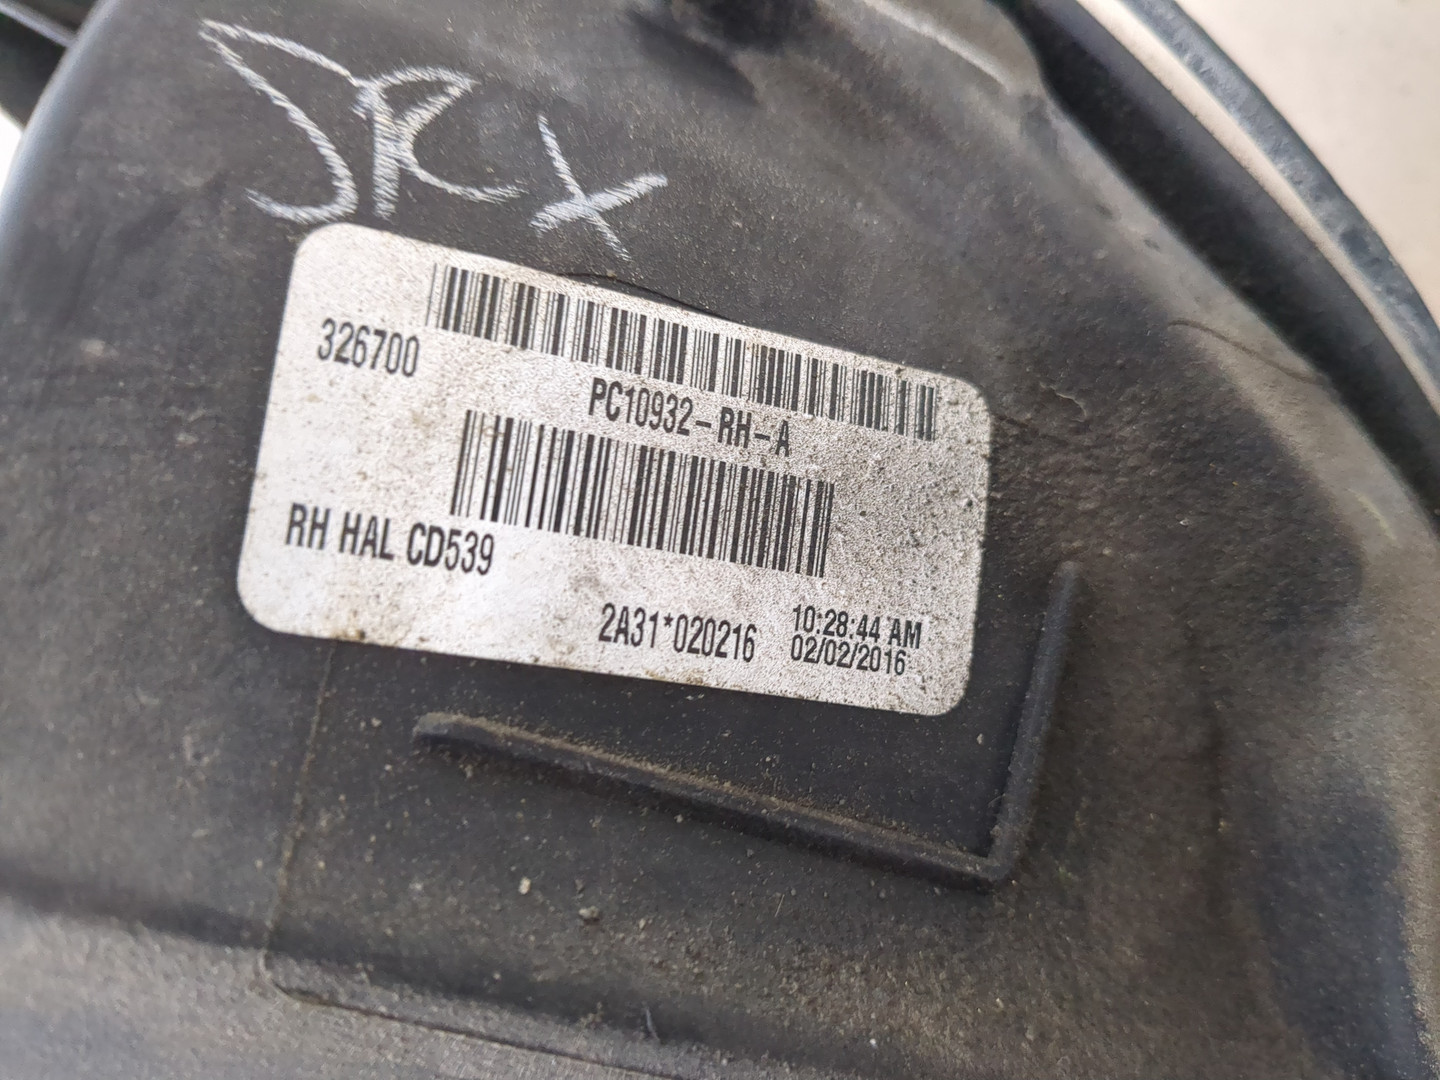 SRX
326700
PC10932-RH-A
RH HAL CD539
2A31*020216
10:28:44 AM
02/02/2016